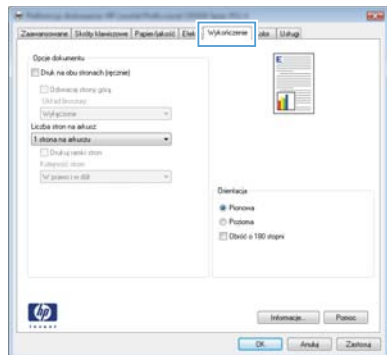 Zaawansowane
Skróty klawiszowe
Papier/jakość
Wykończenie
Usługi
Opcje dokumentu
Druk na obu stronach (ręcznie)
Odwracaj strony górą
Układ broszury
Wyłączone
Liczba stron na arkusz
1 strona na arkuszu
Drukuj ramki stron
Kolejność stron
W prawo i w dół
E
Orientacja
Pionowa
Pozioma
Obróć o 180 stopni
hp
Informacje...
Pomoc
OK
Anuluj
Zastosuj